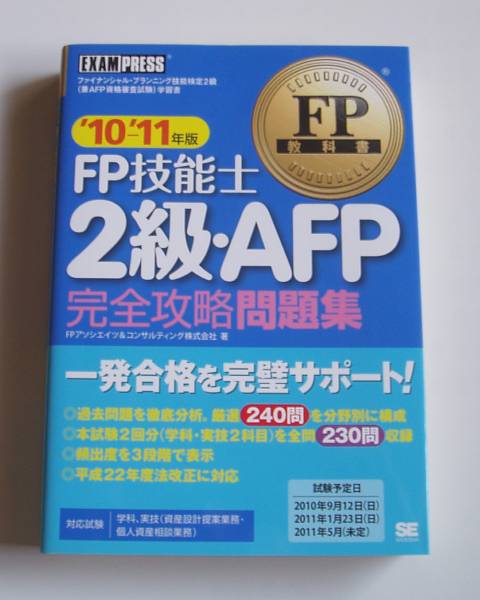 EXAMPRESS®
ファイナンシャル・プランニング技能検定2級
(兼AFP資格審査試験)学習書
FP
教科書
®
'10-'11年版
FP技能士
2級・AFP
完全攻略問題集
FPアソシエイツ&コンサルティング株式会社 著
一発合格を完璧サポート!
◎過去問題を徹底分析。厳選240問を分野別に構成
◎本試験2回分(学科・実技2科目)を全問230問収録
◎頻出度を3段階で表示
◎平成22年度法改正に対応
対応試験
学科、実技(資産設計提案業務・
個人資産相談業務)
試験予定日
2010年9月12日(日)
2011年1月23日(日)
2011年5月(未定)
SE
SHOEISHA